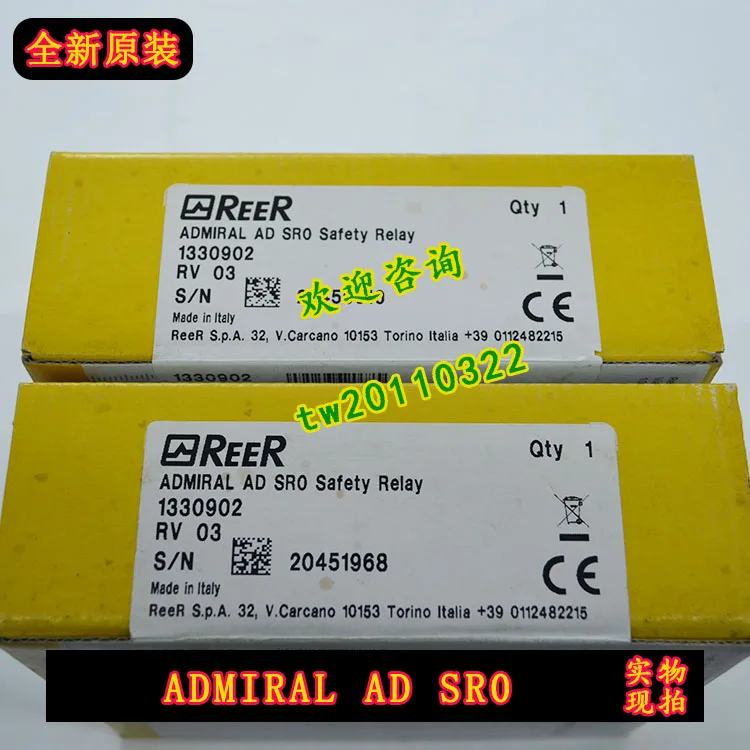 全新原装
REER
Qty 1
ADMIRAL AD SR0 Safety Relay
1330902
RV 03
S/N
欢迎咨询
Made in Italy
ReeR S.p.A. 32, V.Carcano 10153 Torino Italia +39 0112482215
1330902
tw20110322
REER
Qty 1
ADMIRAL AD SR0 Safety Relay
1330902
RV 03
S/N 20451968
Made in Italy
ReeR S.p.A. 32, V.Carcano 10153 Torino Italia +39 0112482215
CE
CE
ADMIRAL AD SR0
实物
现拍